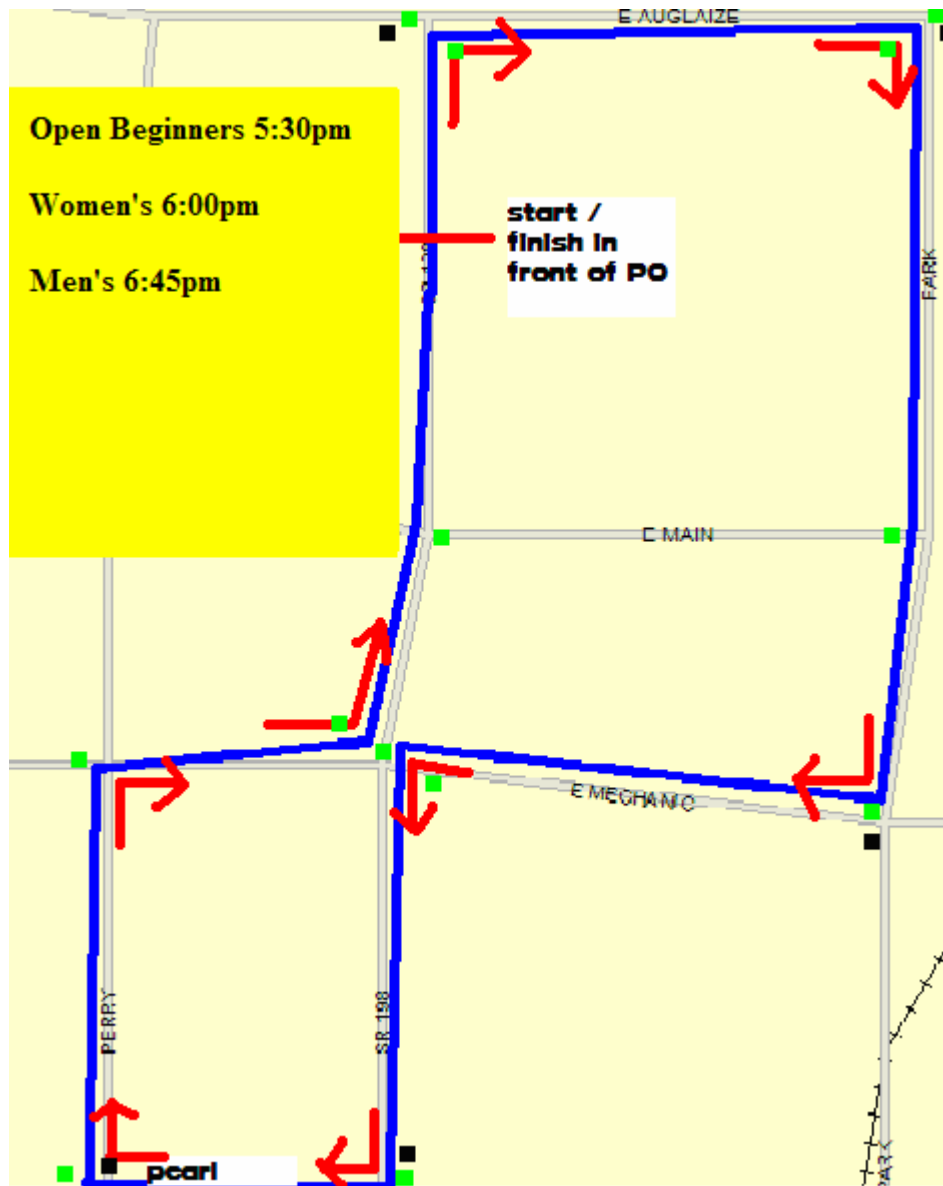 E AUGLAIZE
Open Beginners 5:30pm
Women's 6:00pm
Men's 6:45pm
start /
finish in
front of PO
PARK
E MAIN
E MECHANIC
PERRY
SR 198
pearl
PARK